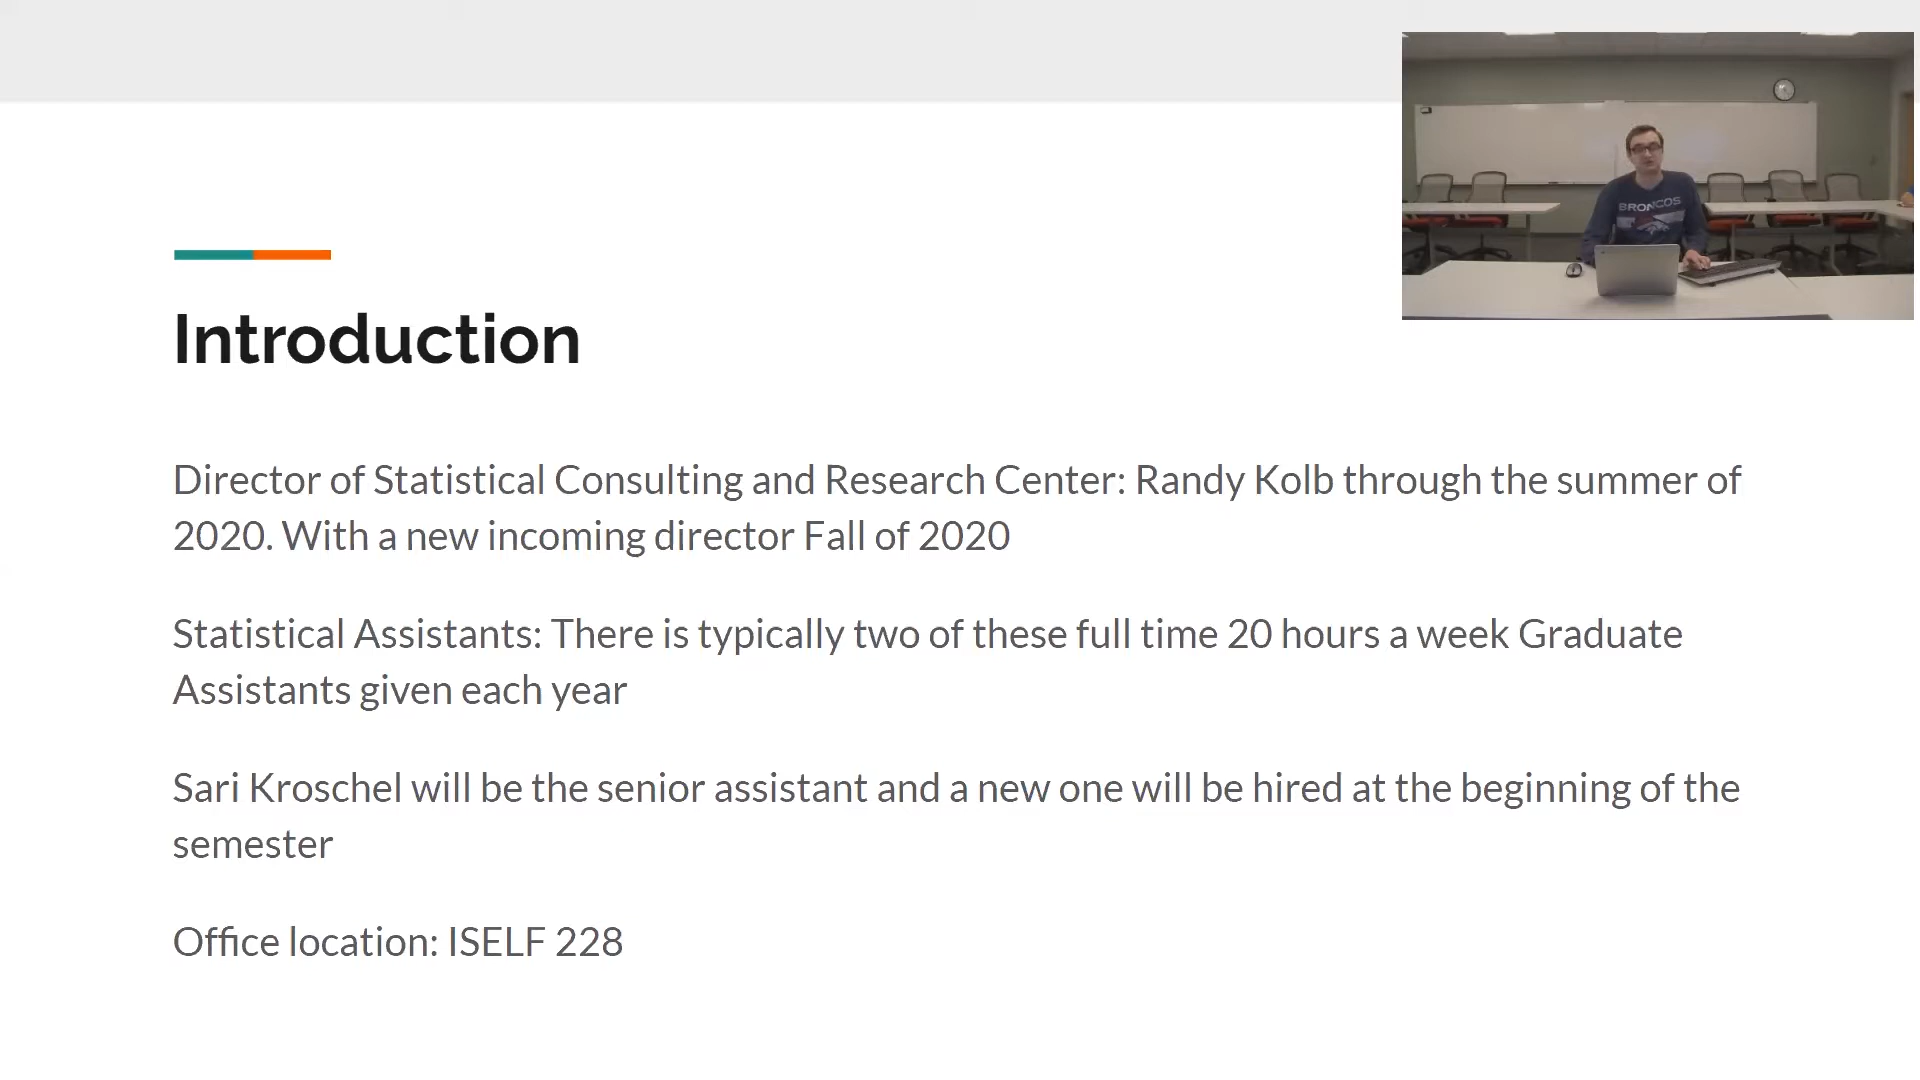 BRONCOS
Introduction
Director of Statistical Consulting and Research Center: Randy Kolb through the summer of
2020. With a new incoming director Fall of 2020
Statistical Assistants: There is typically two of these full time 20 hours a week Graduate
Assistants given each year
Sari Kroschel will be the senior assistant and a new one will be hired at the beginning of the
semester
Office location: ISELF 228